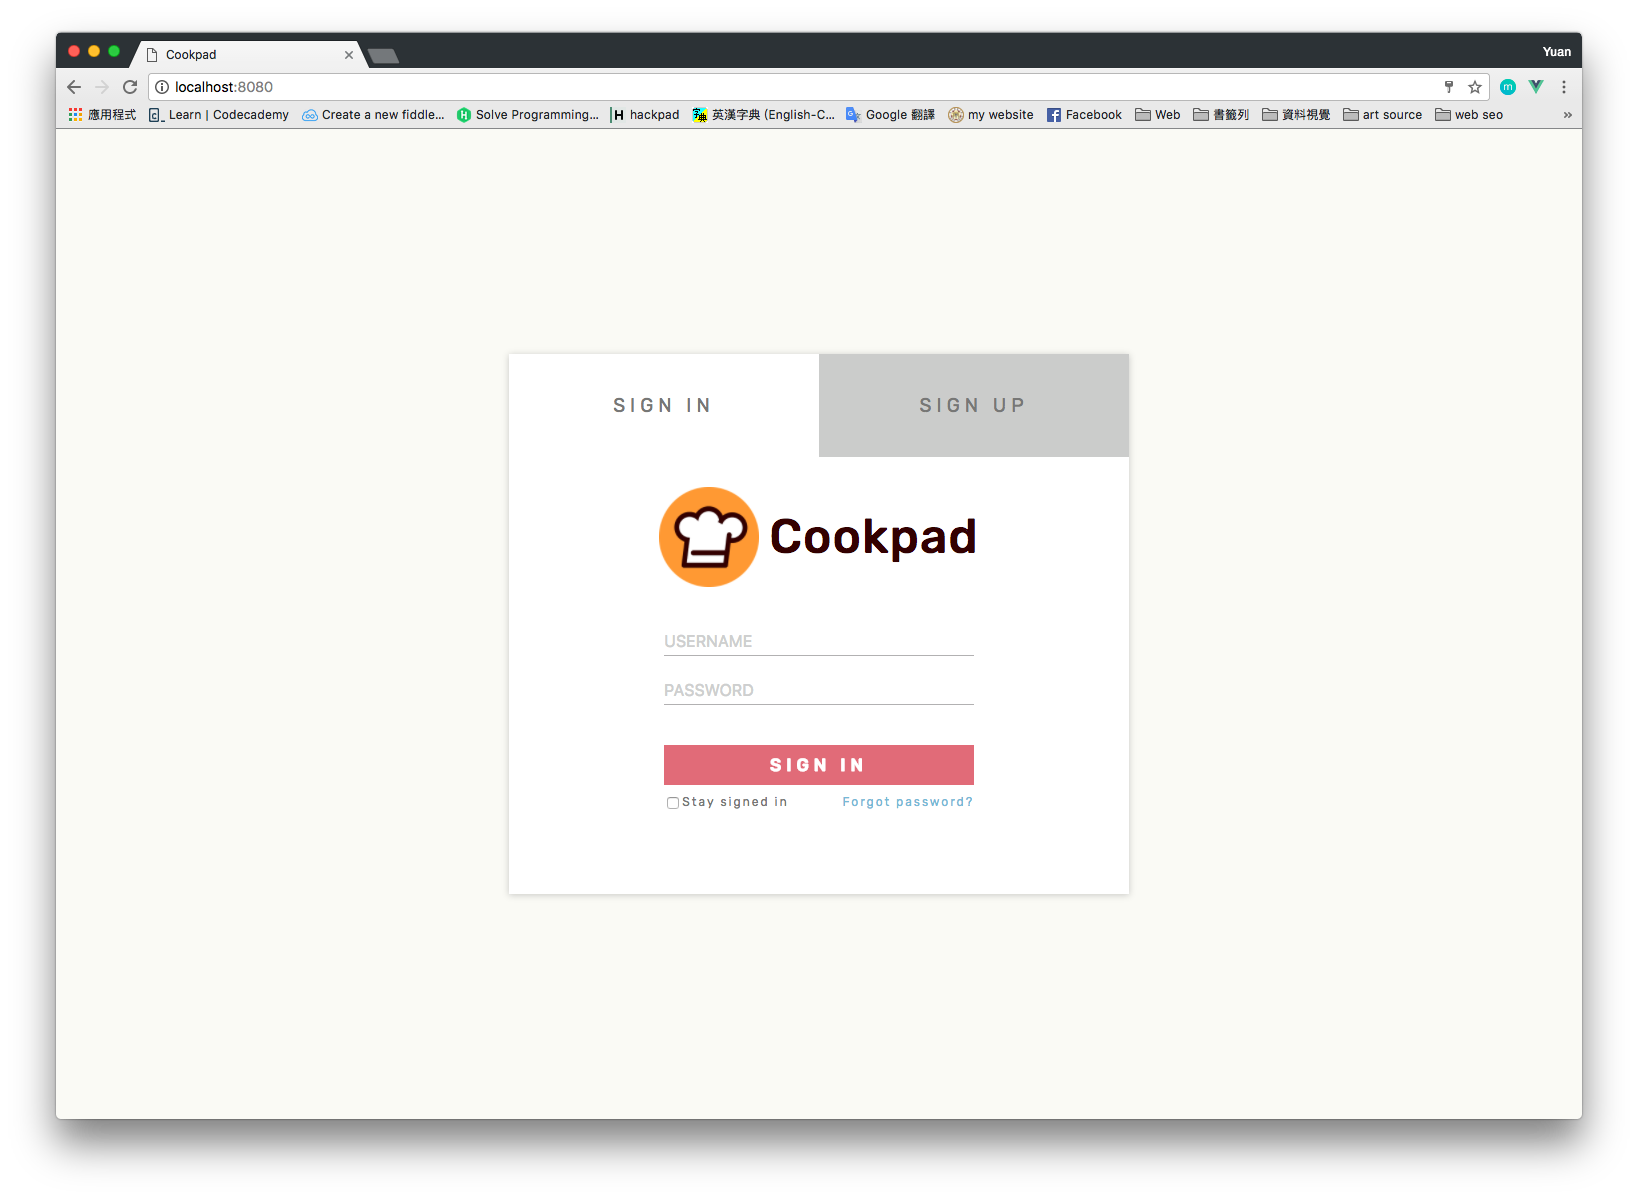 Cookpad
Yuan
localhost:8080
應用程式 Learn | Codecademy Create a new fiddle... Solve Programming... hackpad 英漢字典 (English-C... Google 翻譯 my website Facebook Web 書籤列 資料視覺 art source web seo »
SIGN IN SIGN UP
Cookpad
USERNAME
PASSWORD
SIGN IN
Stay signed in Forgot password?